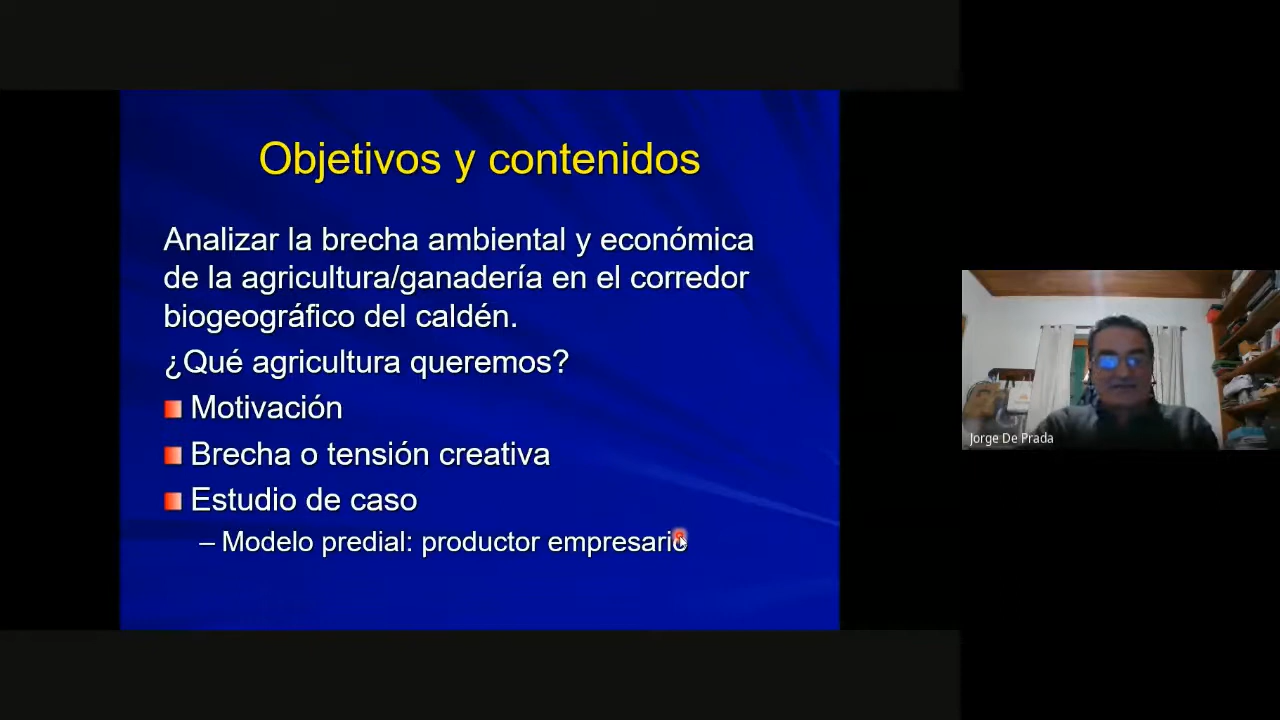 Objetivos y contenidos
Analizar la brecha ambiental y económica
de la agricultura/ganadería en el corredor
biogeográfico del caldén.
¿Qué agricultura queremos?
Motivación
Brecha o tensión creativa
Estudio de caso
– Modelo predial: productor empresario
Jorge De Prada